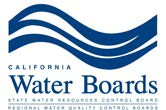 CALIFORNIA
Water Boards
STATE WATER RESOURCES CONTROL BOARD
REGIONAL WATER QUALITY CONTROL BOARDS